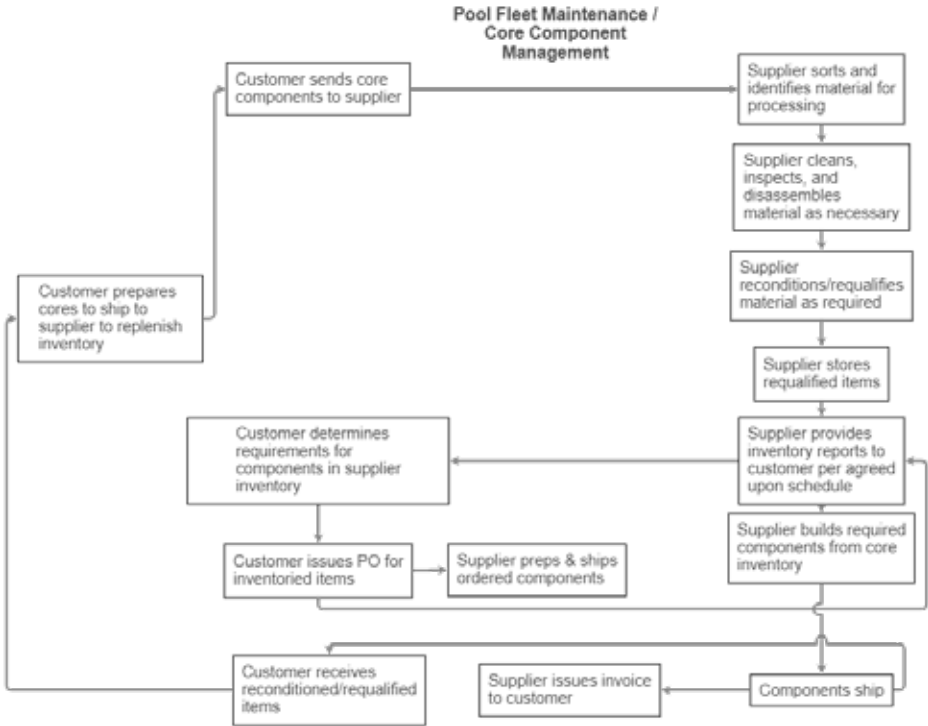 Pool Fleet Maintenance /
Core Component
Management
Customer sends core
components to supplier
Supplier sorts and
identifies material for
processing
Supplier cleans,
inspects, and
disassembles
material as necessary
Supplier
reconditions/requalifies
material as required
Customer prepares
cores to ship to
supplier to replenish
inventory
Supplier stores
requalified items
Customer determines
requirements for
components in supplier
inventory
Supplier provides
inventory reports to
customer per agreed
upon schedule
Customer issues PO for
inventoried items
Supplier preps & ships
ordered components
Supplier builds required
components from core
inventory
Customer receives
reconditioned/requalified
items
Supplier issues invoice
to customer
Components ship